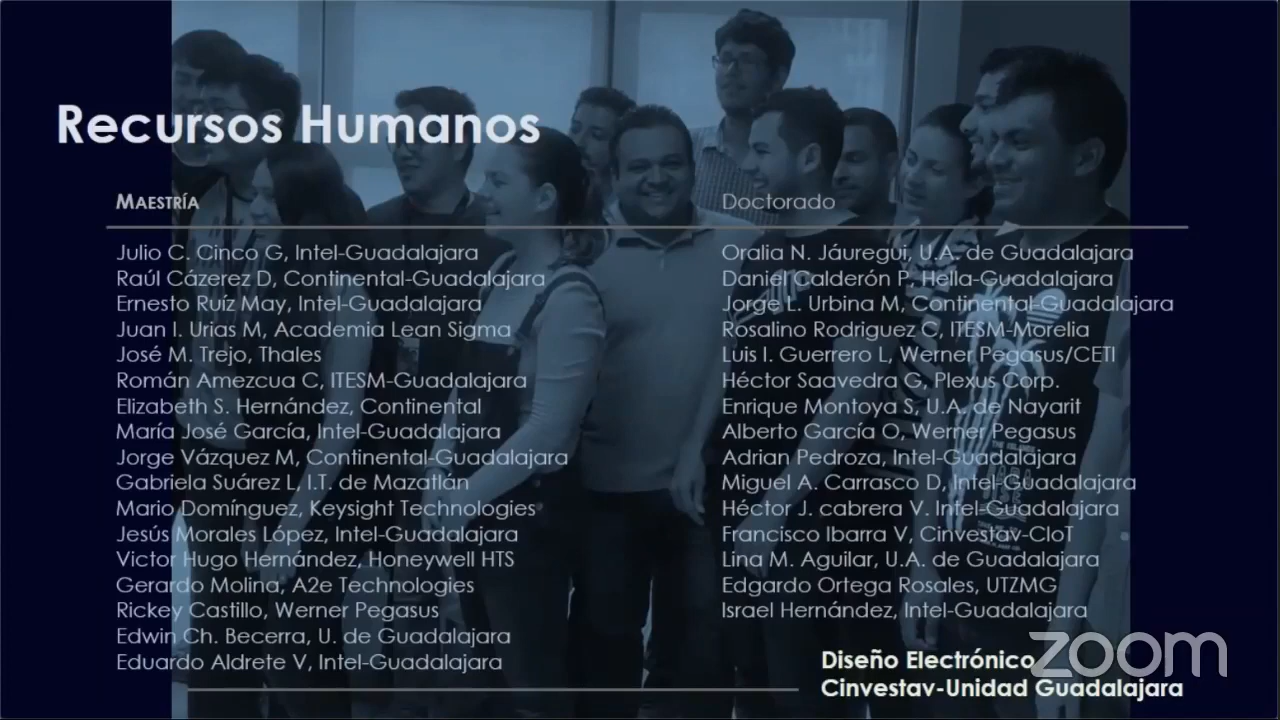 Recursos Humanos
MAESTRÍA
Julio C. Cinco G, Intel-Guadalajara
Raúl Cázerez D, Continental-Guadalajara
Ernesto Ruíz May, Intel-Guadalajara
Juan I. Urias M, Academia Lean Sigma
José M. Trejo, Thales
Román Amezcua C, ITESM-Guadalajara
Elizabeth S. Hernández, Continental
María José García, Intel-Guadalajara
Jorge Vázquez M, Continental-Guadalajara
Gabriela Suárez L, I.T. de Mazatlán
Mario Domínguez, Keysight Technologies
Jesús Morales López, Intel-Guadalajara
Victor Hugo Hernández, Honeywell HTS
Gerardo Molina, A2e Technologies
Rickey Castillo, Werner Pegasus
Edwin Ch. Becerra, U. de Guadalajara
Eduardo Aldrete V, Intel-Guadalajara
Doctorado
Oralia N. Jáuregui, U.A. de Guadalajara
Daniel Calderón P, Hella-Guadalajara
Jorge L. Urbina M, Continental-Guadalajara
Rosalino Rodriguez C, ITESM-Morelia
Luis I. Guerrero L, Werner Pegasus/CETI
Héctor Saavedra G, Plexus Corp.
Enrique Montoya S, U.A. de Nayarit
Alberto García O, Werner Pegasus
Adrian Pedroza, Intel-Guadalajara
Miguel A. Carrasco D, Intel-Guadalajara
Héctor J. cabrera V. Intel-Guadalajara
Francisco Ibarra V, Cinvestav-CIoT
Lina M. Aguilar, U.A. de Guadalajara
Edgardo Ortega Rosales, UTZMG
Israel Hernández, Intel-Guadalajara
Diseño Electrónico
Cinvestav-Unidad Guadalajara
zoom